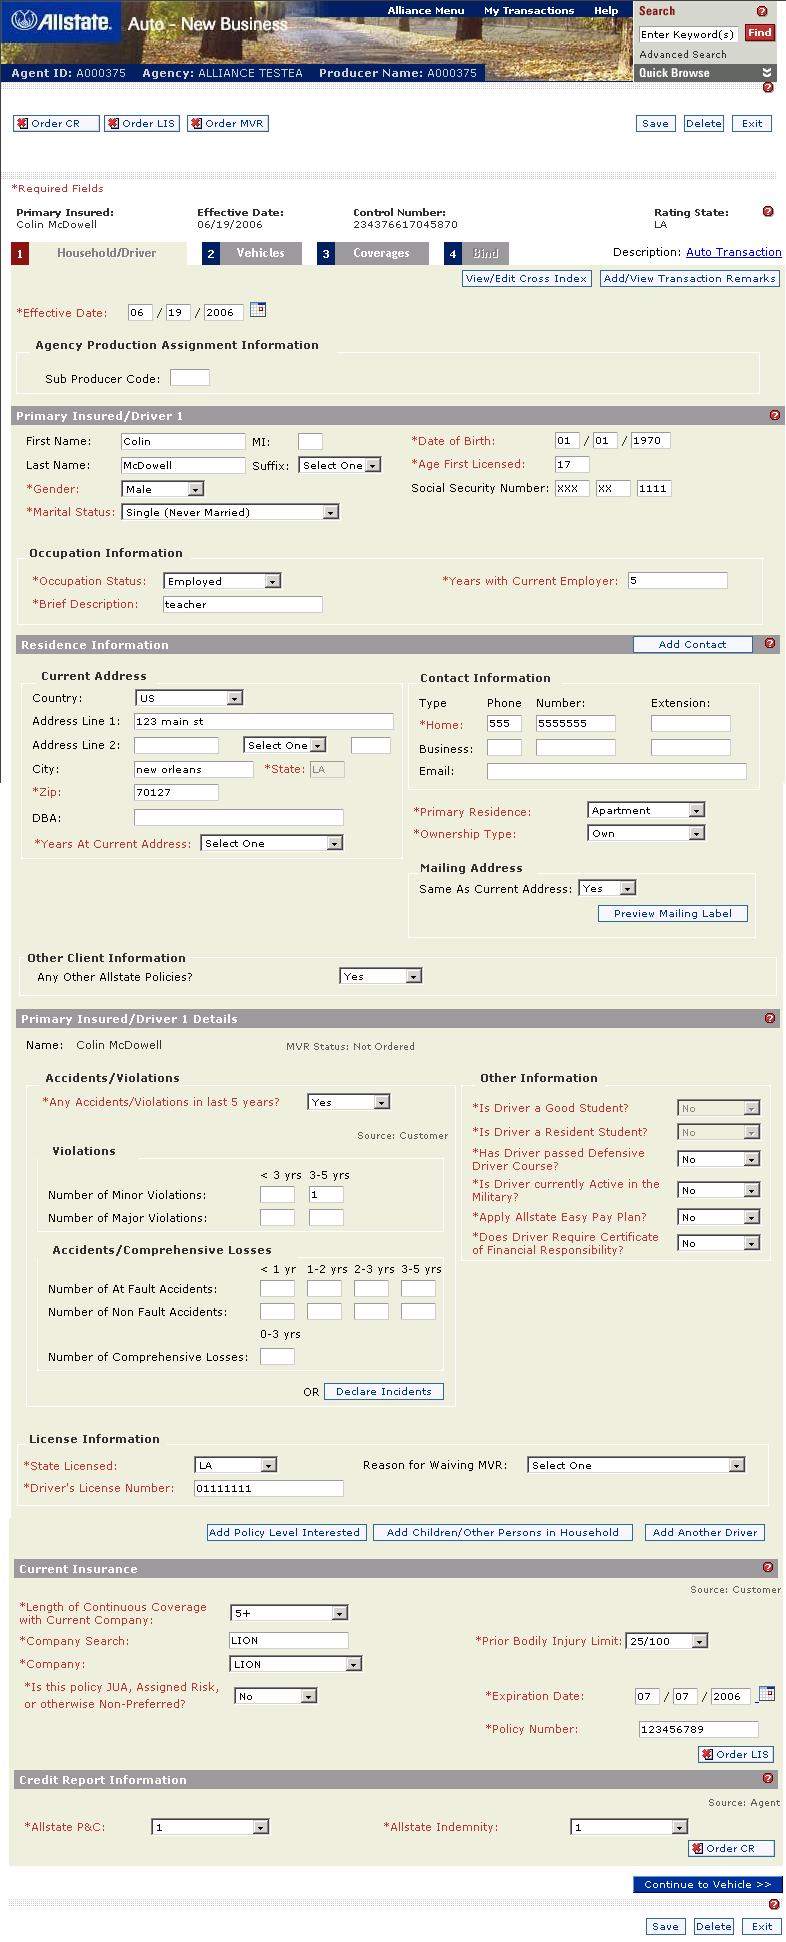 Allstate. Auto - New Business
Alliance Menu My Transactions Help
Search
Enter Keyword(s) Find
Advanced Search
Quick Browse
Agent ID: A000375 Agency: ALLIANCE TESTEA Producer Name: A000375
Order CR Order LIS Order MVR Save Delete Exit
*Required Fields
Primary Insured: Effective Date: Control Number: Rating State:
Colin McDowell 06/19/2006 234376617045870 LA
1 Household/Driver 2 Vehicles 3 Coverages 4 Bind Description: Auto Transaction
View/Edit Cross Index Add/View Transaction Remarks
*Effective Date: 06 / 19 / 2006
Agency Production Assignment Information
Sub Producer Code:
Primary Insured/Driver 1
First Name: Colin MI: *Date of Birth: 01 / 01 / 1970
Last Name: McDowell Suffix: Select One *Age First Licensed: 17
*Gender: Male Social Security Number: XXX XX 1111
*Marital Status: Single (Never Married)
Occupation Information
*Occupation Status: Employed *Years with Current Employer: 5
*Brief Description: teacher
Residence Information Add Contact
Current Address
Country: US
Address Line 1: 123 main st
Address Line 2: Select One
City: new orleans *State: LA
*Zip: 70127
DBA:
*Years At Current Address: Select One
Contact Information
Type Phone Number: Extension:
*Home: 555 5555555
Business:
Email:
*Primary Residence: Apartment
*Ownership Type: Own
Mailing Address
Same As Current Address: Yes
Preview Mailing Label
Other Client Information
Any Other Allstate Policies? Yes
Primary Insured/Driver 1 Details
Name: Colin McDowell MVR Status: Not Ordered
Accidents/Violations
*Any Accidents/Violations in last 5 years? Yes
Source: Customer
Violations
< 3 yrs 3-5 yrs
Number of Minor Violations: 1
Number of Major Violations:
Accidents/Comprehensive Losses
< 1 yr 1-2 yrs 2-3 yrs 3-5 yrs
Number of At Fault Accidents:
Number of Non Fault Accidents:
0-3 yrs
Number of Comprehensive Losses:
OR Declare Incidents
Other Information
*Is Driver a Good Student? No
*Is Driver a Resident Student? No
*Has Driver passed Defensive
Driver Course? No
*Is Driver currently Active in the
Military? No
*Apply Allstate Easy Pay Plan? No
*Does Driver Require Certificate
of Financial Responsibility? No
License Information
*State Licensed: LA Reason for Waiving MVR: Select One
*Driver's License Number: 01111111
Add Policy Level Interested Add Children/Other Persons in Household Add Another Driver
Current Insurance
Source: Customer
*Length of Continuous Coverage
with Current Company: 5+
*Company Search: LION *Prior Bodily Injury Limit: 25/100
*Company: LION
*Is this policy JUA, Assigned Risk,
or otherwise Non-Preferred? No *Expiration Date: 07 / 07 / 2006
*Policy Number: 123456789
Order LIS
Credit Report Information
Source: Agent
*Allstate P&C: 1 *Allstate Indemnity: 1
Order CR
Continue to Vehicle >>
Save Delete Exit